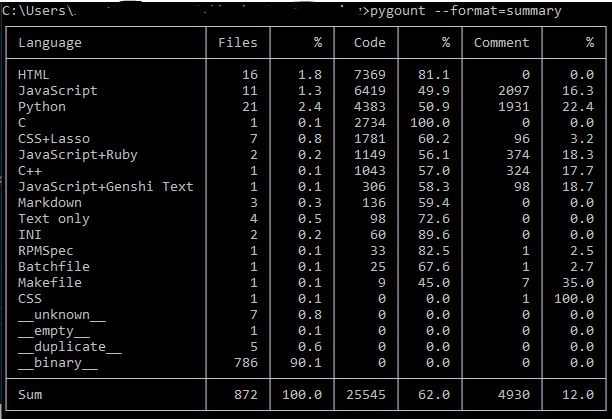 C:\Users\ >pygount --format=summary
Language Files % Code % Comment %
HTML 16 1.8 7369 81.1 0 0.0
JavaScript 11 1.3 6419 49.9 2097 16.3
Python 21 2.4 4383 50.9 1931 22.4
C 1 0.1 2734 100.0 0 0.0
CSS+Lasso 7 0.8 1781 60.2 96 3.2
JavaScript+Ruby 2 0.2 1149 56.1 374 18.3
C++ 1 0.1 1043 57.0 324 17.7
JavaScript+Genshi Text 1 0.1 306 58.3 98 18.7
Markdown 3 0.3 136 59.4 0 0.0
Text only 4 0.5 98 72.6 0 0.0
INI 2 0.2 60 89.6 0 0.0
RPMSpec 1 0.1 33 82.5 1 2.5
Batchfile 1 0.1 25 67.6 1 2.7
Makefile 1 0.1 9 45.0 7 35.0
CSS 1 0.1 0 0.0 1 100.0
__unknown__ 7 0.8 0 0.0 0 0.0
__empty__ 1 0.1 0 0.0 0 0.0
__duplicate__ 5 0.6 0 0.0 0 0.0
__binary__ 786 90.1 0 0.0 0 0.0
Sum 872 100.0 25545 62.0 4930 12.0